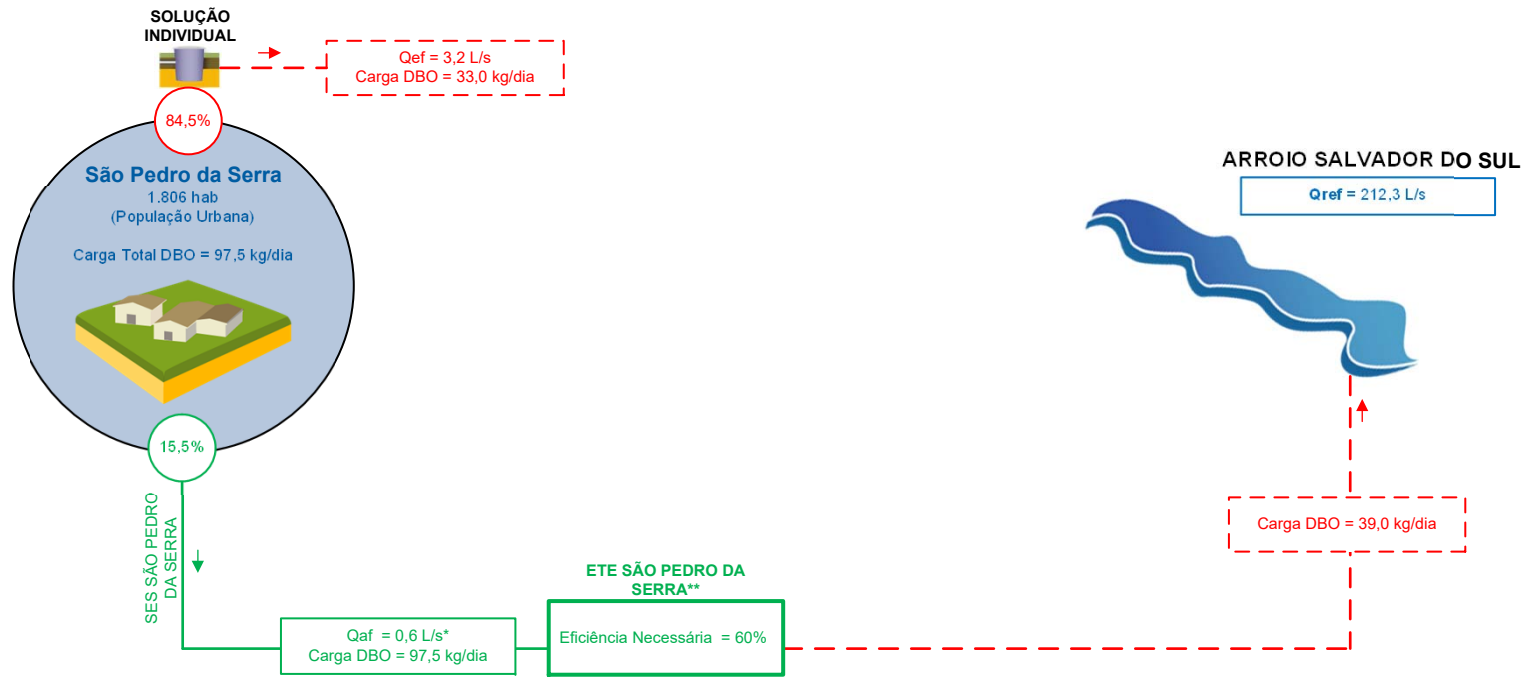 SOLUÇÃO
INDIVIDUAL
Qef = 3,2 L/s
Carga DBO = 33,0 kg/dia
84,5%
São Pedro da Serra
1.806 hab
(População Urbana)
Carga Total DBO = 97,5 kg/dia
ARROIO SALVADOR DO SUL
Qref = 212,3 L/s
15,5%
SES SÃO PEDRO
DA SERRA
Carga DBO = 39,0 kg/dia
ETE SÃO PEDRO DA
SERRA**
Eficiência Necessária = 60%
Qaf = 0,6 L/s*
Carga DBO = 97,5 kg/dia